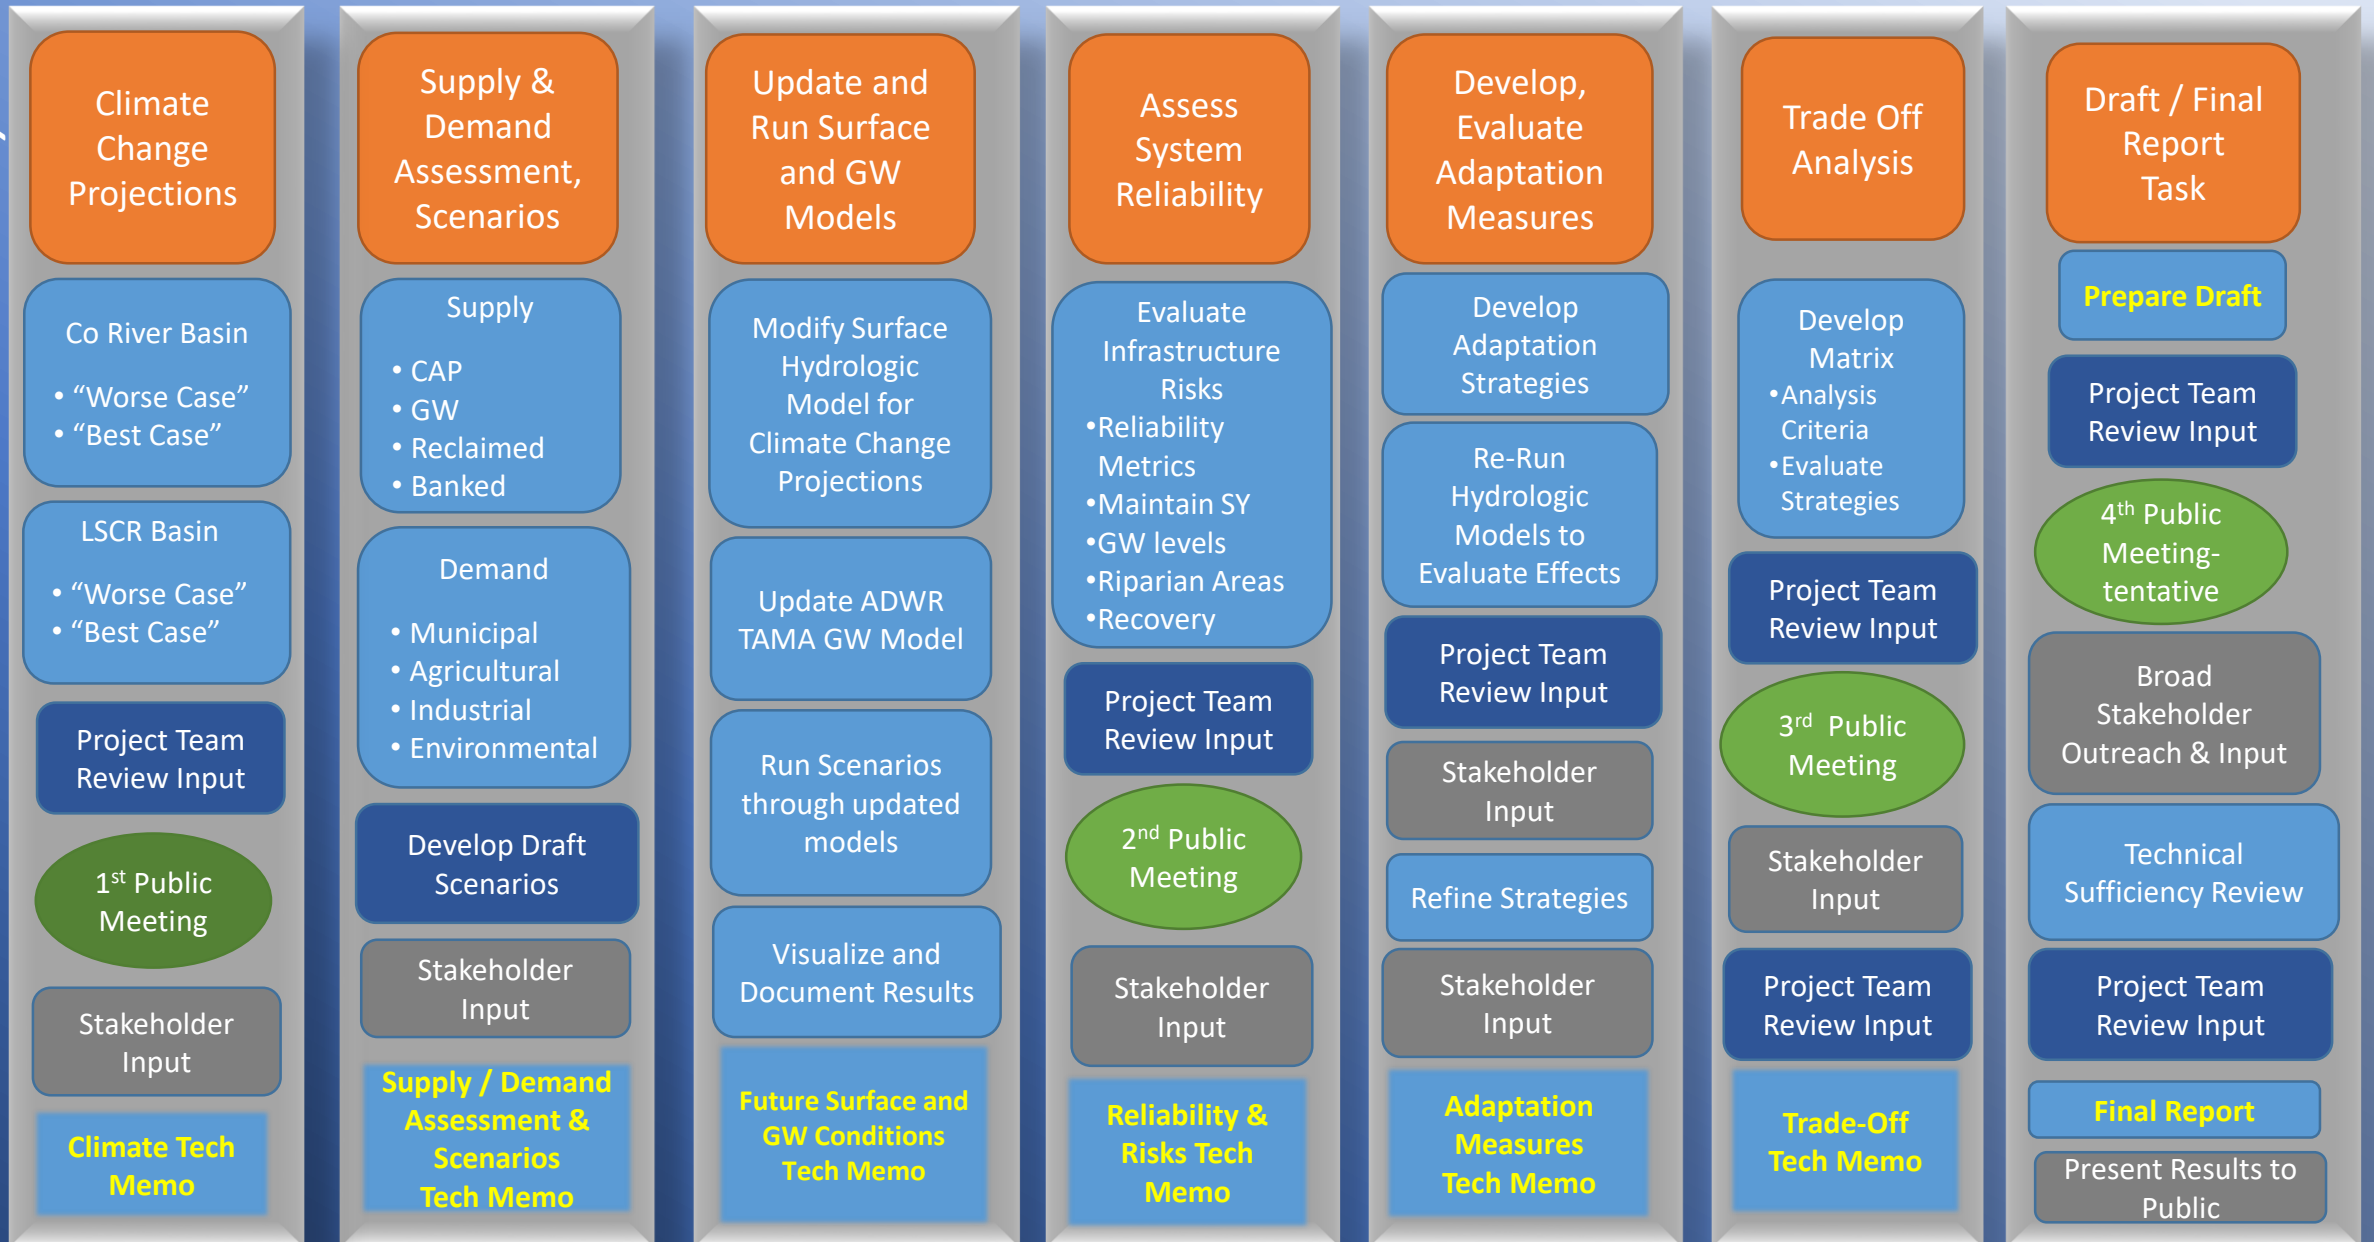 Climate
Change
Projections
Co River Basin
• “Worse Case”
• “Best Case”
LSCR Basin
• “Worse Case”
• “Best Case”
Project Team
Review Input
1st Public
Meeting
Stakeholder
Input
Climate Tech
Memo
Supply &
Demand
Assessment,
Scenarios
Supply
• CAP
• GW
• Reclaimed
• Banked
Demand
• Municipal
• Agricultural
• Industrial
• Environmental
Develop Draft
Scenarios
Stakeholder
Input
Supply / Demand
Assessment &
Scenarios
Tech Memo
Update and
Run Surface
and GW
Models
Modify Surface
Hydrologic
Model for
Climate Change
Projections
Update ADWR
TAMA GW Model
Run Scenarios
through updated
models
Visualize and
Document Results
Future Surface and
GW Conditions
Tech Memo
Assess
System
Reliability
Evaluate
Infrastructure
Risks
•Reliability
Metrics
•Maintain SY
•GW levels
•Riparian Areas
•Recovery
Project Team
Review Input
2nd Public
Meeting
Stakeholder
Input
Reliability &
Risks Tech
Memo
Develop,
Evaluate
Adaptation
Measures
Develop
Adaptation
Strategies
Re-Run
Hydrologic
Models to
Evaluate Effects
Project Team
Review Input
Stakeholder
Input
Refine Strategies
Stakeholder
Input
Adaptation
Measures
Tech Memo
Trade Off
Analysis
Develop
Matrix
•Analysis
Criteria
•Evaluate
Strategies
Project Team
Review Input
3rd Public
Meeting
Stakeholder
Input
Project Team
Review Input
Trade-Off
Tech Memo
Draft / Final
Report
Task
Prepare Draft
Project Team
Review Input
4th Public
Meeting-
tentative
Broad
Stakeholder
Outreach & Input
Technical
Sufficiency Review
Project Team
Review Input
Final Report
Present Results to
Public